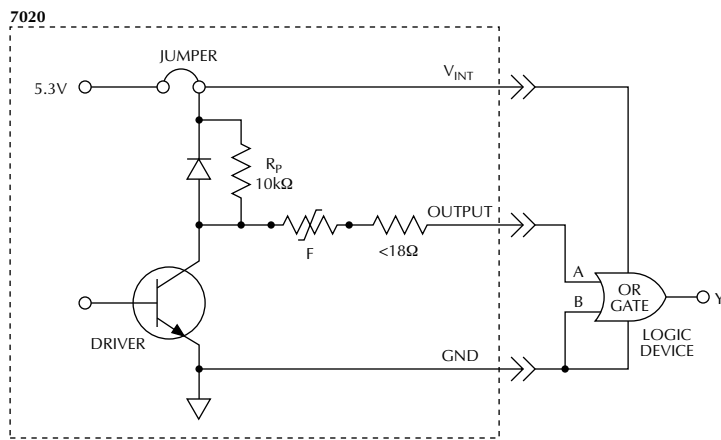 7020
JUMPER
5.3V
V_INT
R_P
10kΩ
OUTPUT
F
<18Ω
A
B
OR
GATE
Y
LOGIC
DEVICE
DRIVER
GND